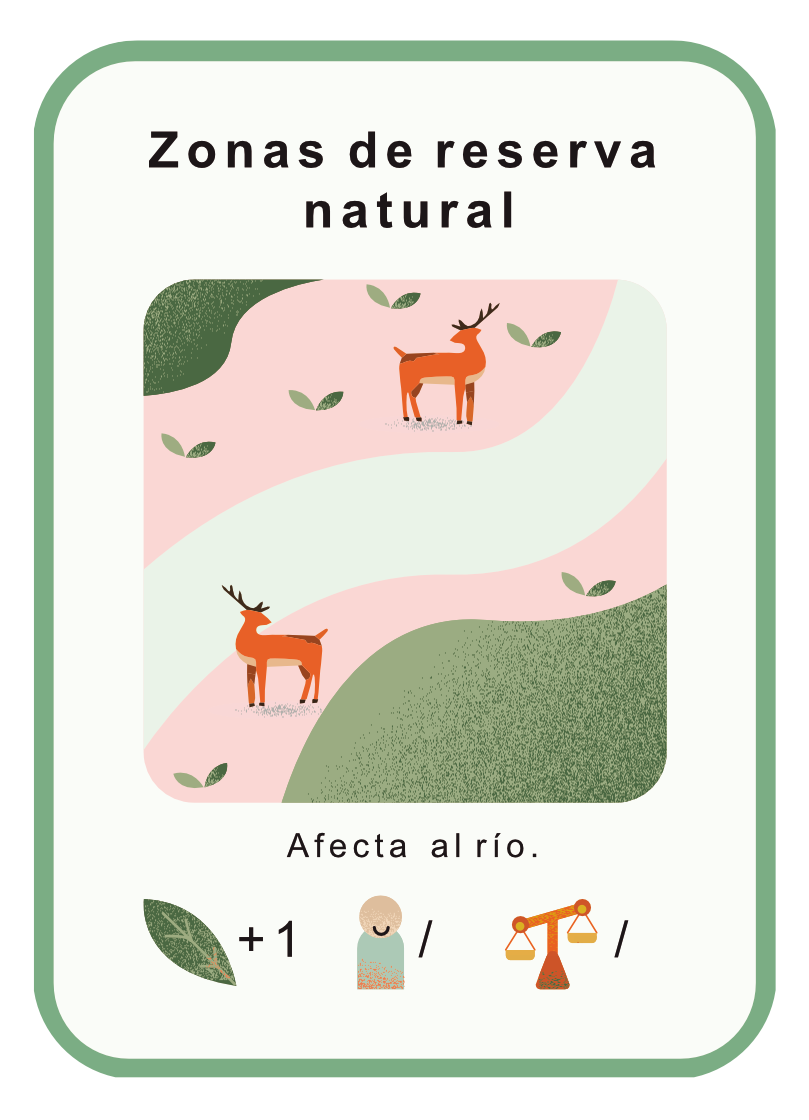 Zonas de reserva
natural
Afecta al río.
+1 / /